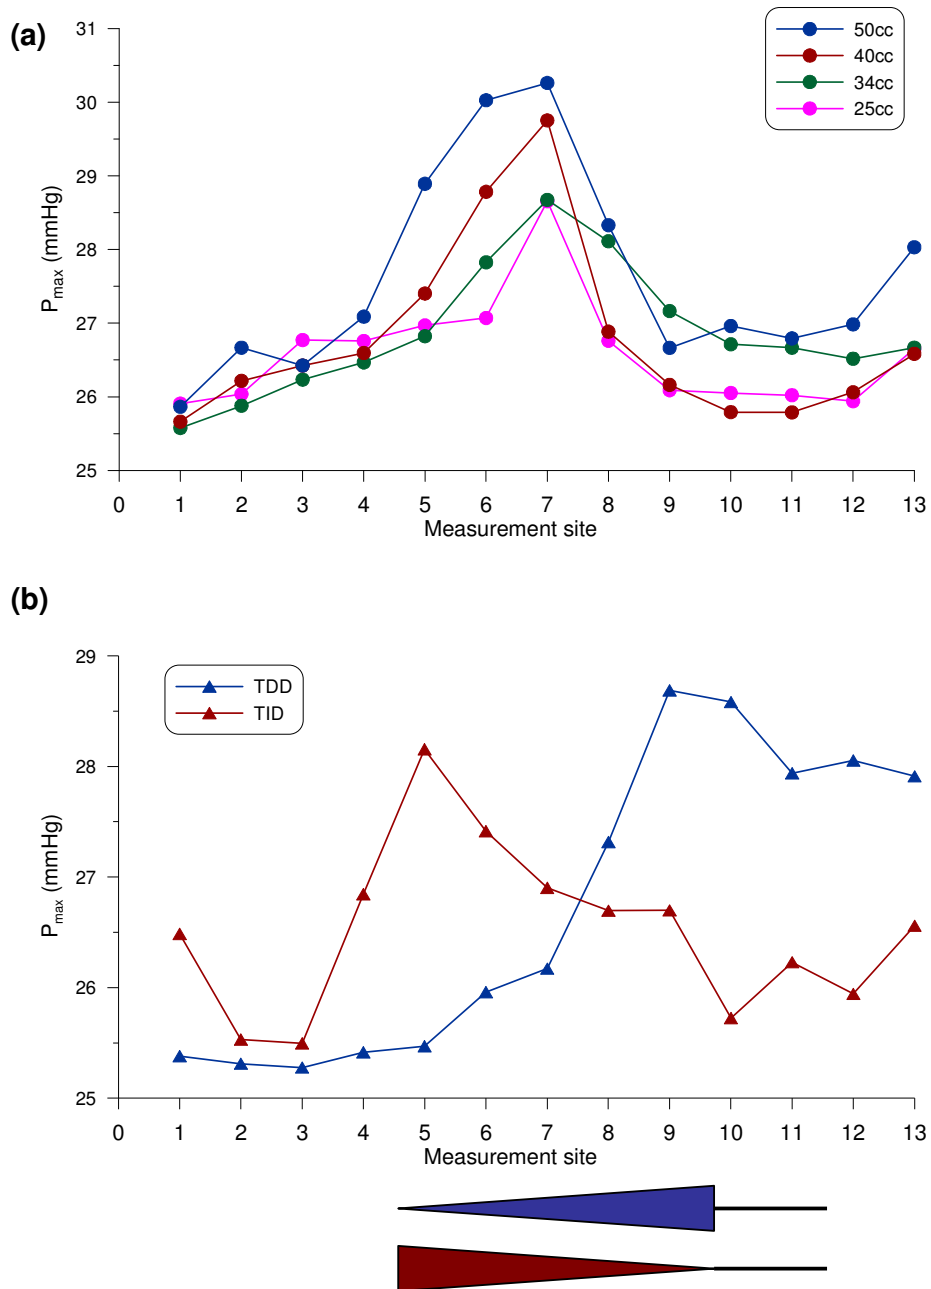 (a)
31
30
29
28
27
26
25
P_max (mmHg)
50cc
40cc
34cc
25cc
0 1 2 3 4 5 6 7 8 9 10 11 12 13
Measurement site
(b)
29
28
27
26
25
P_max (mmHg)
TDD
TID
0 1 2 3 4 5 6 7 8 9 10 11 12 13
Measurement site